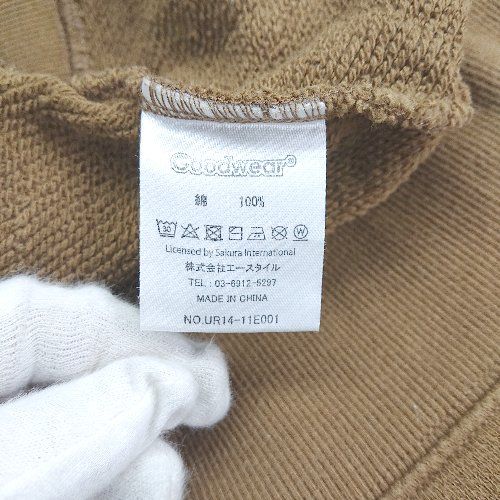 Goodwear®
綿 100%
30 W
Licensed by Sakura International
株式会社エースタイル
TEL : 03-6912-5297
MADE IN CHINA
NO.UR14-11E001